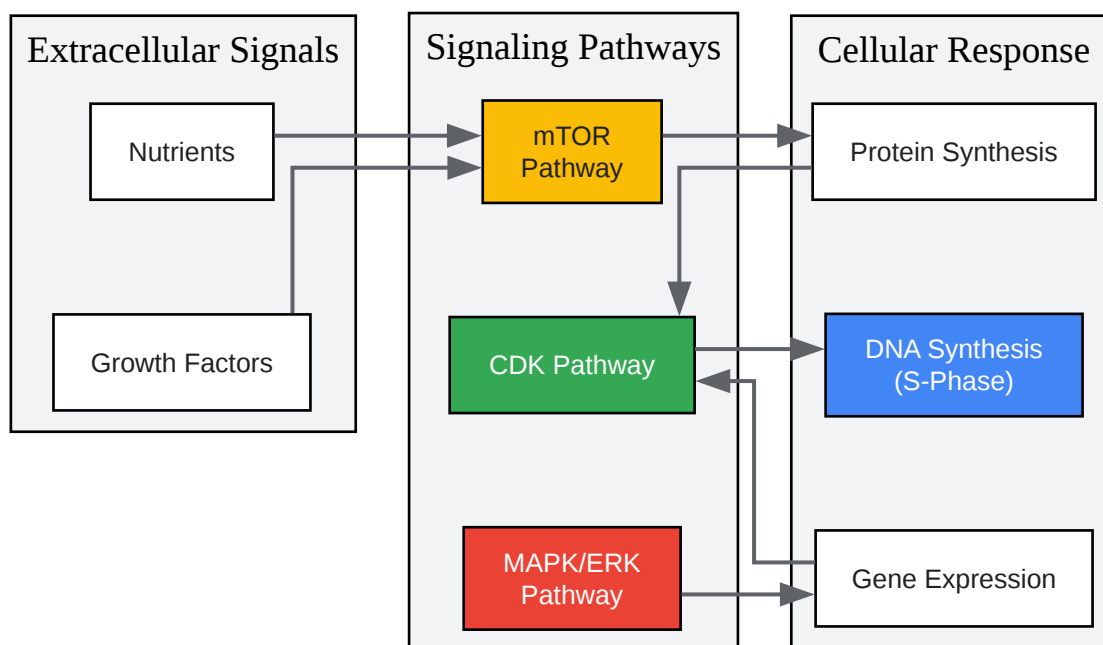 Extracellular Signals
Nutrients
Growth Factors
Signaling Pathways
mTOR
Pathway
CDK Pathway
MAPK/ERK
Pathway
Cellular Response
Protein Synthesis
DNA Synthesis
(S-Phase)
Gene Expression